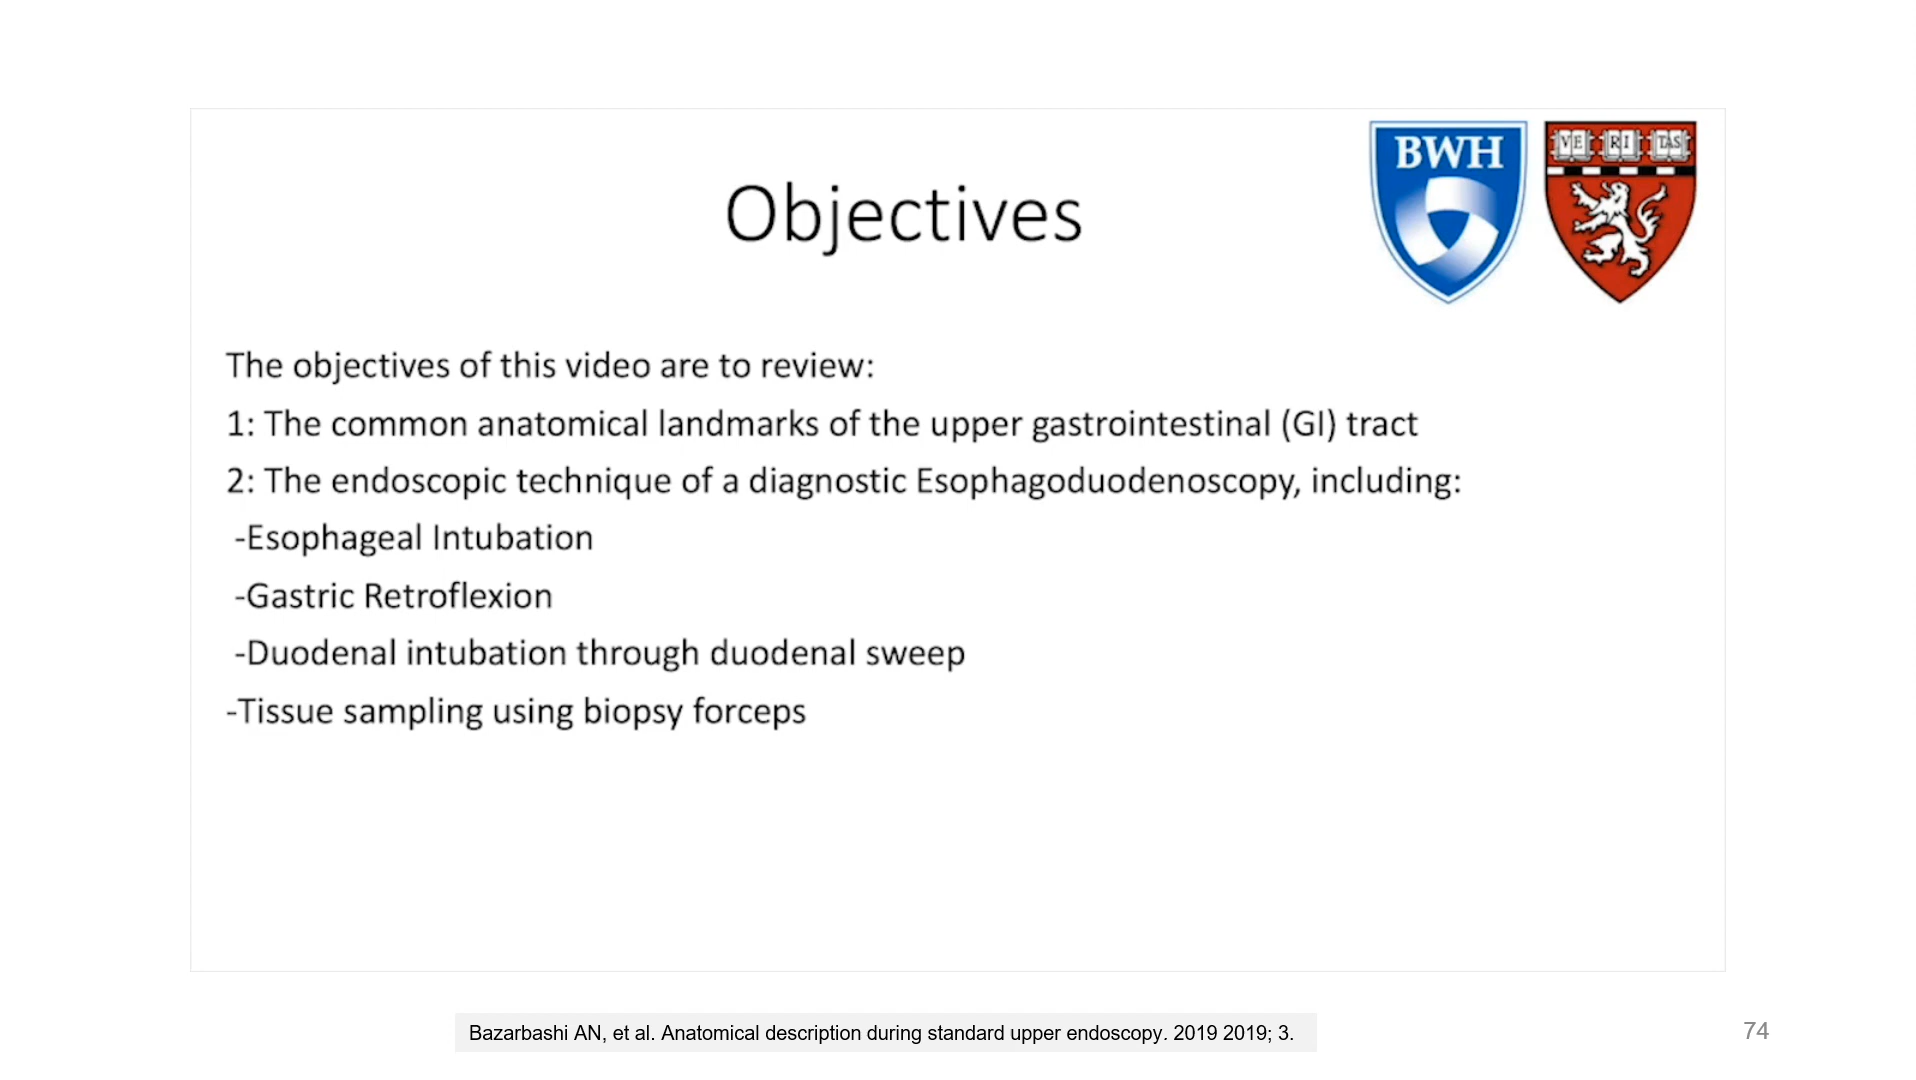 BWH
VE RI TAS
Objectives
The objectives of this video are to review:
1: The common anatomical landmarks of the upper gastrointestinal (GI) tract
2: The endoscopic technique of a diagnostic Esophagoduodenoscopy, including:
-Esophageal Intubation
-Gastric Retroflexion
-Duodenal intubation through duodenal sweep
-Tissue sampling using biopsy forceps
Bazarbashi AN, et al. Anatomical description during standard upper endoscopy. 2019 2019; 3.
74